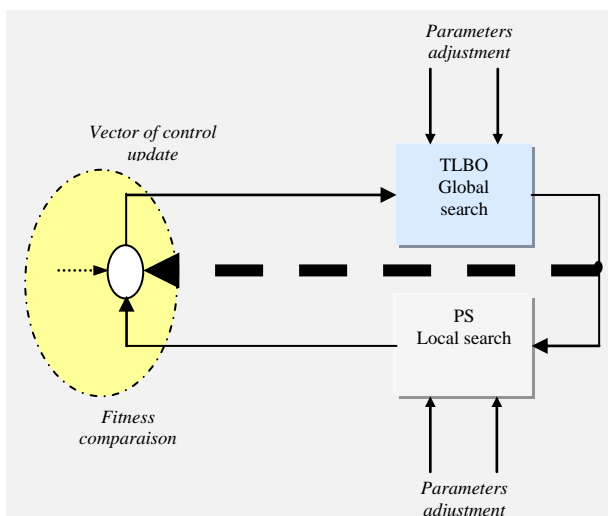 Parameters
adjustment
Vector of control
update
TLBO
Global
search
PS
Local search
Fitness
comparaison
Parameters
adjustment